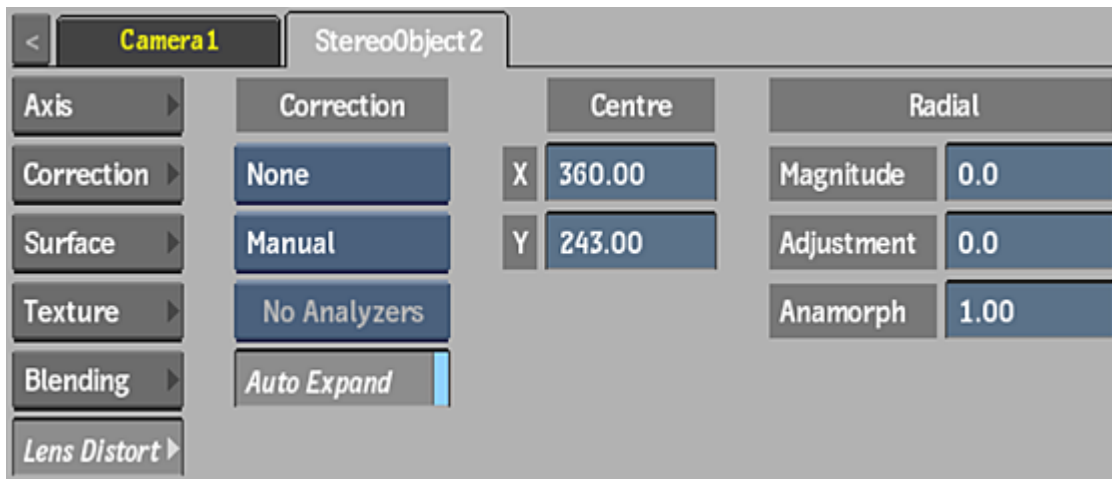 < Camera1 StereoObject2
Axis Correction Centre Radial
Correction None X 360.00 Magnitude 0.0
Surface Manual Y 243.00 Adjustment 0.0
Texture No Analyzers Anamorph 1.00
Blending Auto Expand
Lens Distort